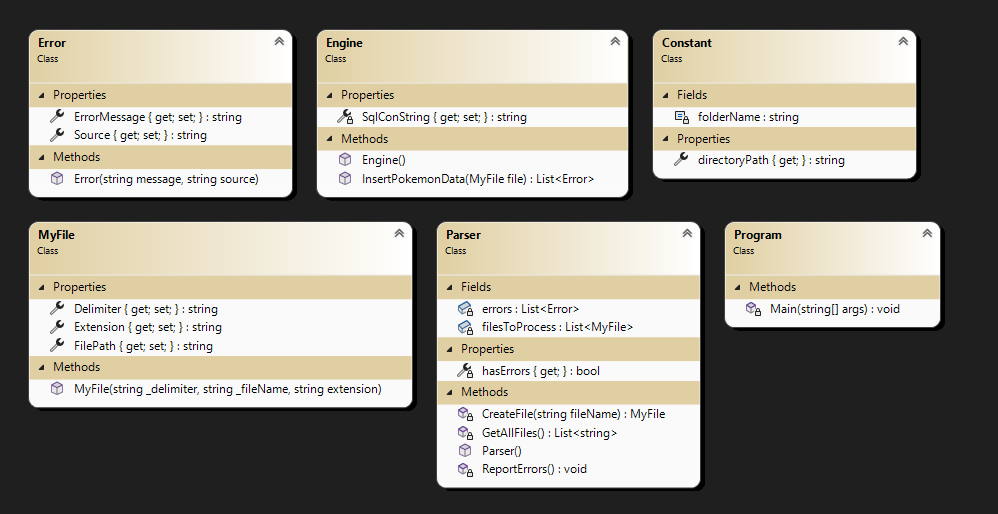 Error
Class
Properties
ErrorMessage { get; set; } : string
Source { get; set; } : string
Methods
Error(string message, string source)
Engine
Class
Properties
SqlConString { get; set; } : string
Methods
Engine()
InsertPokemonData(MyFile file) : List<Error>
Constant
Class
Fields
folderName : string
Properties
directoryPath { get; } : string
MyFile
Class
Properties
Delimiter { get; set; } : string
Extension { get; set; } : string
FilePath { get; set; } : string
Methods
MyFile(string _delimiter, string _fileName, string extension)
Parser
Class
Fields
errors : List<Error>
filesToProcess : List<MyFile>
Properties
hasErrors { get; } : bool
Methods
CreateFile(string fileName) : MyFile
GetAllFiles() : List<string>
Parser()
ReportErrors() : void
Program
Class
Methods
Main(string[] args) : void